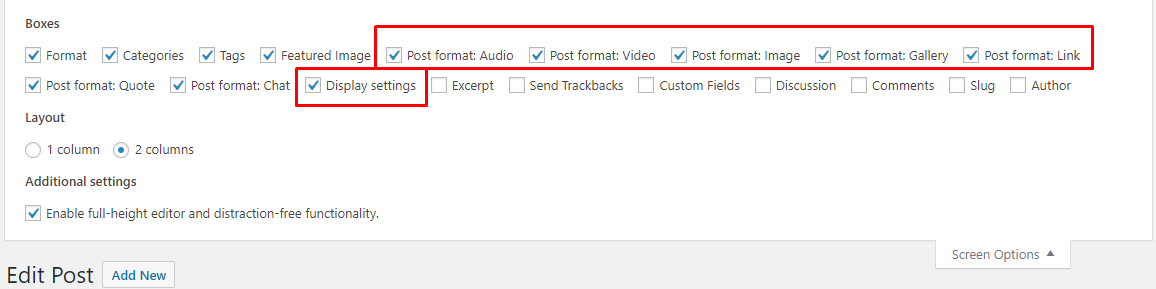 Boxes
Format Categories Tags Featured Image Post format: Audio Post format: Video Post format: Image Post format: Gallery Post format: Link
Post format: Quote Post format: Chat Display settings Excerpt Send Trackbacks Custom Fields Discussion Comments Slug Author
Layout
1 column 2 columns
Additional settings
Enable full-height editor and distraction-free functionality.
Screen Options
Edit Post Add New